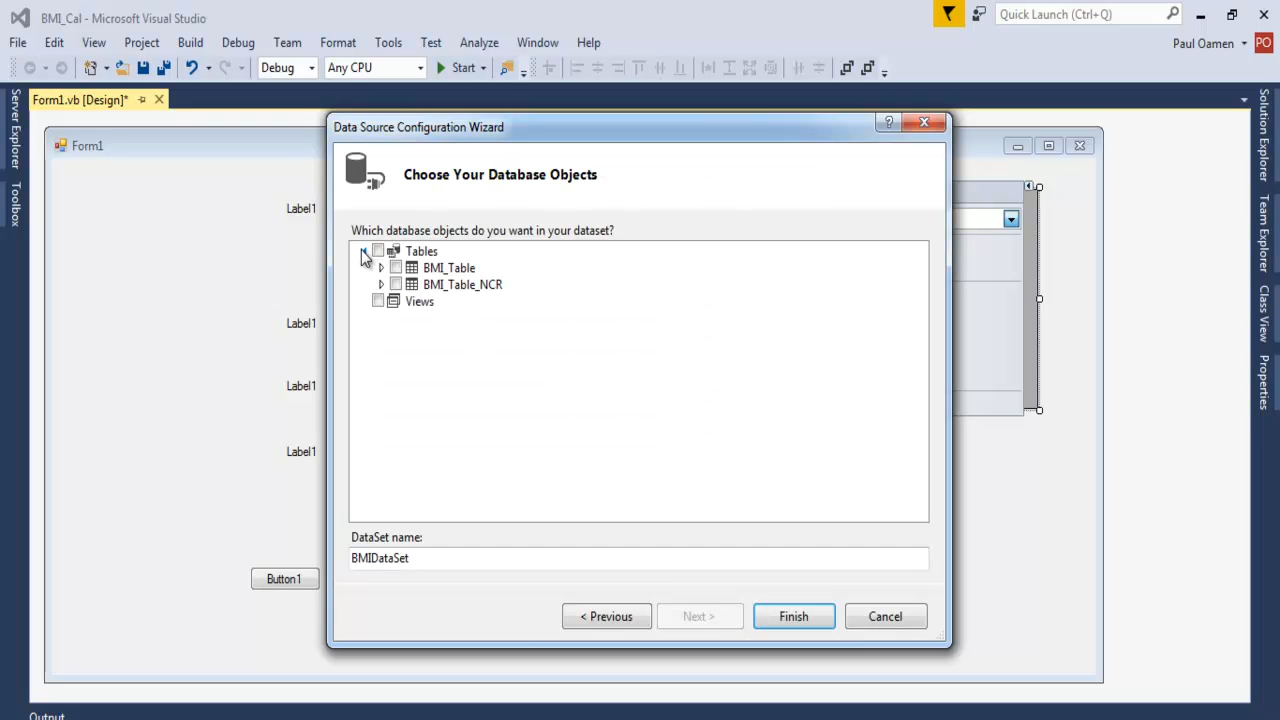 BMI_Cal - Microsoft Visual Studio
Quick Launch (Ctrl+Q)
File Edit View Project Build Debug Team Format Tools Test Analyze Window Help
Paul Oamen
PO
Debug Any CPU Start
Form1.vb [Design]*
Server Explorer
Toolbox
Form1
Label1
Label1
Label1
Label1
Button1
Data Source Configuration Wizard
?
Choose Your Database Objects
Which database objects do you want in your dataset?
Tables
BMI_Table
BMI_Table_NCR
Views
DataSet name:
BMIDataSet
< Previous Next > Finish Cancel
Solution Explorer
Team Explorer
Class View
Properties
Output